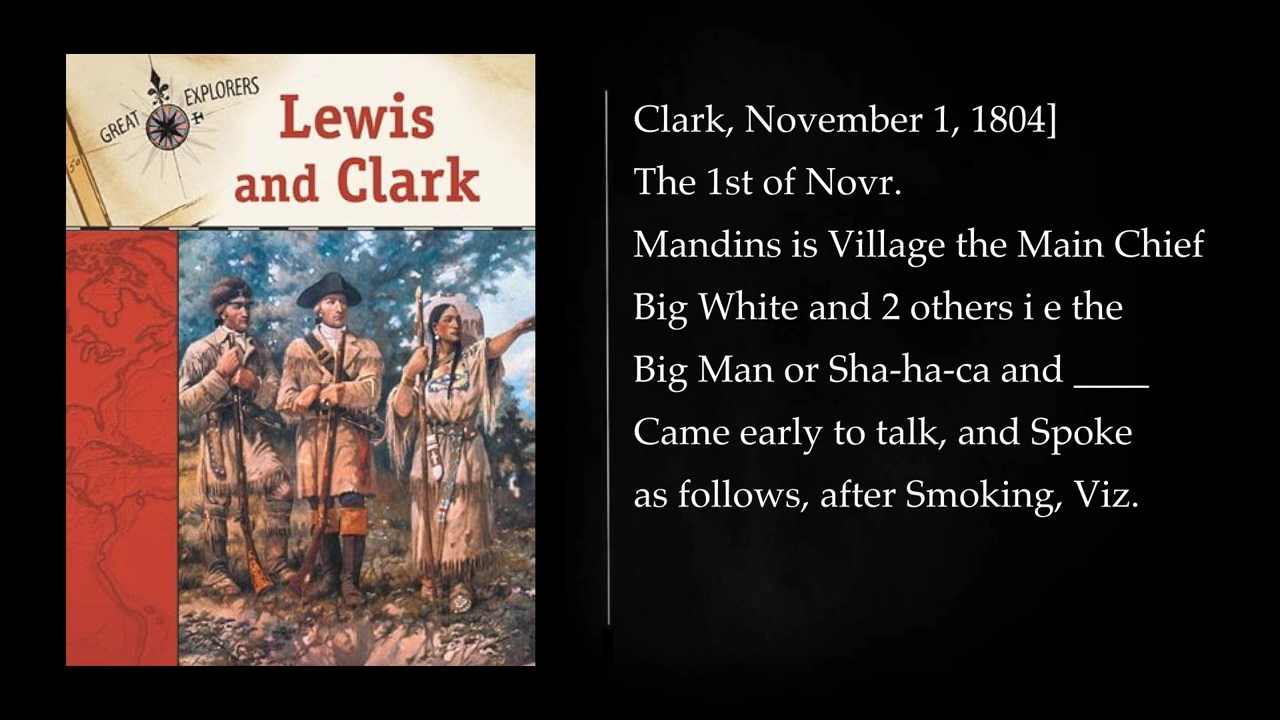 GREAT EXPLORERS
Lewis
and Clark
50
Clark, November 1, 1804]
The 1st of Novr.
Mandins is Village the Main Chief
Big White and 2 others i e the
Big Man or Sha-ha-ca and ____
Came early to talk, and Spoke
as follows, after Smoking, Viz.